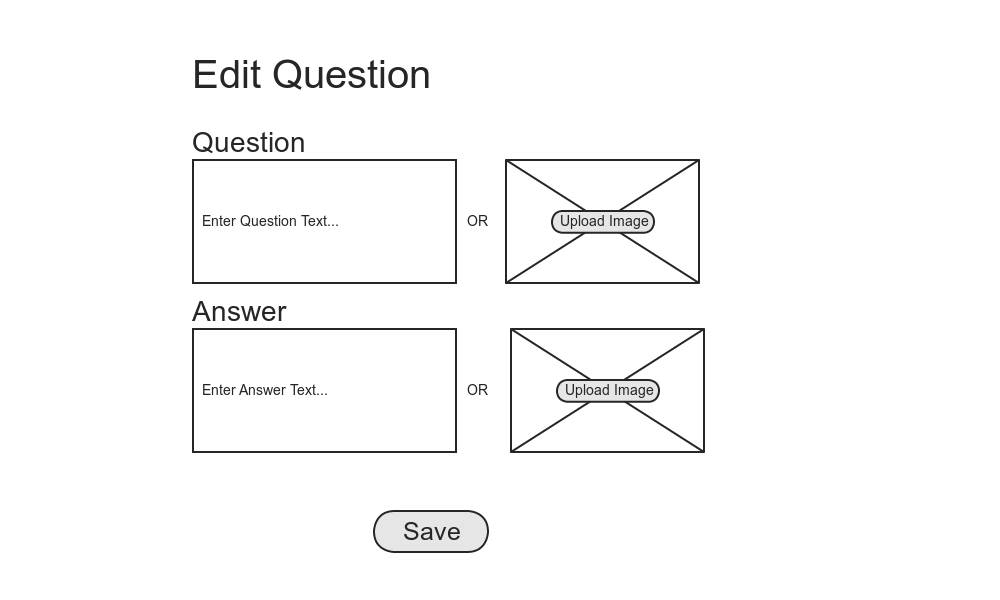 Edit Question
Question
Enter Question Text...
OR
Upload Image
Answer
Enter Answer Text...
OR
Upload Image
Save